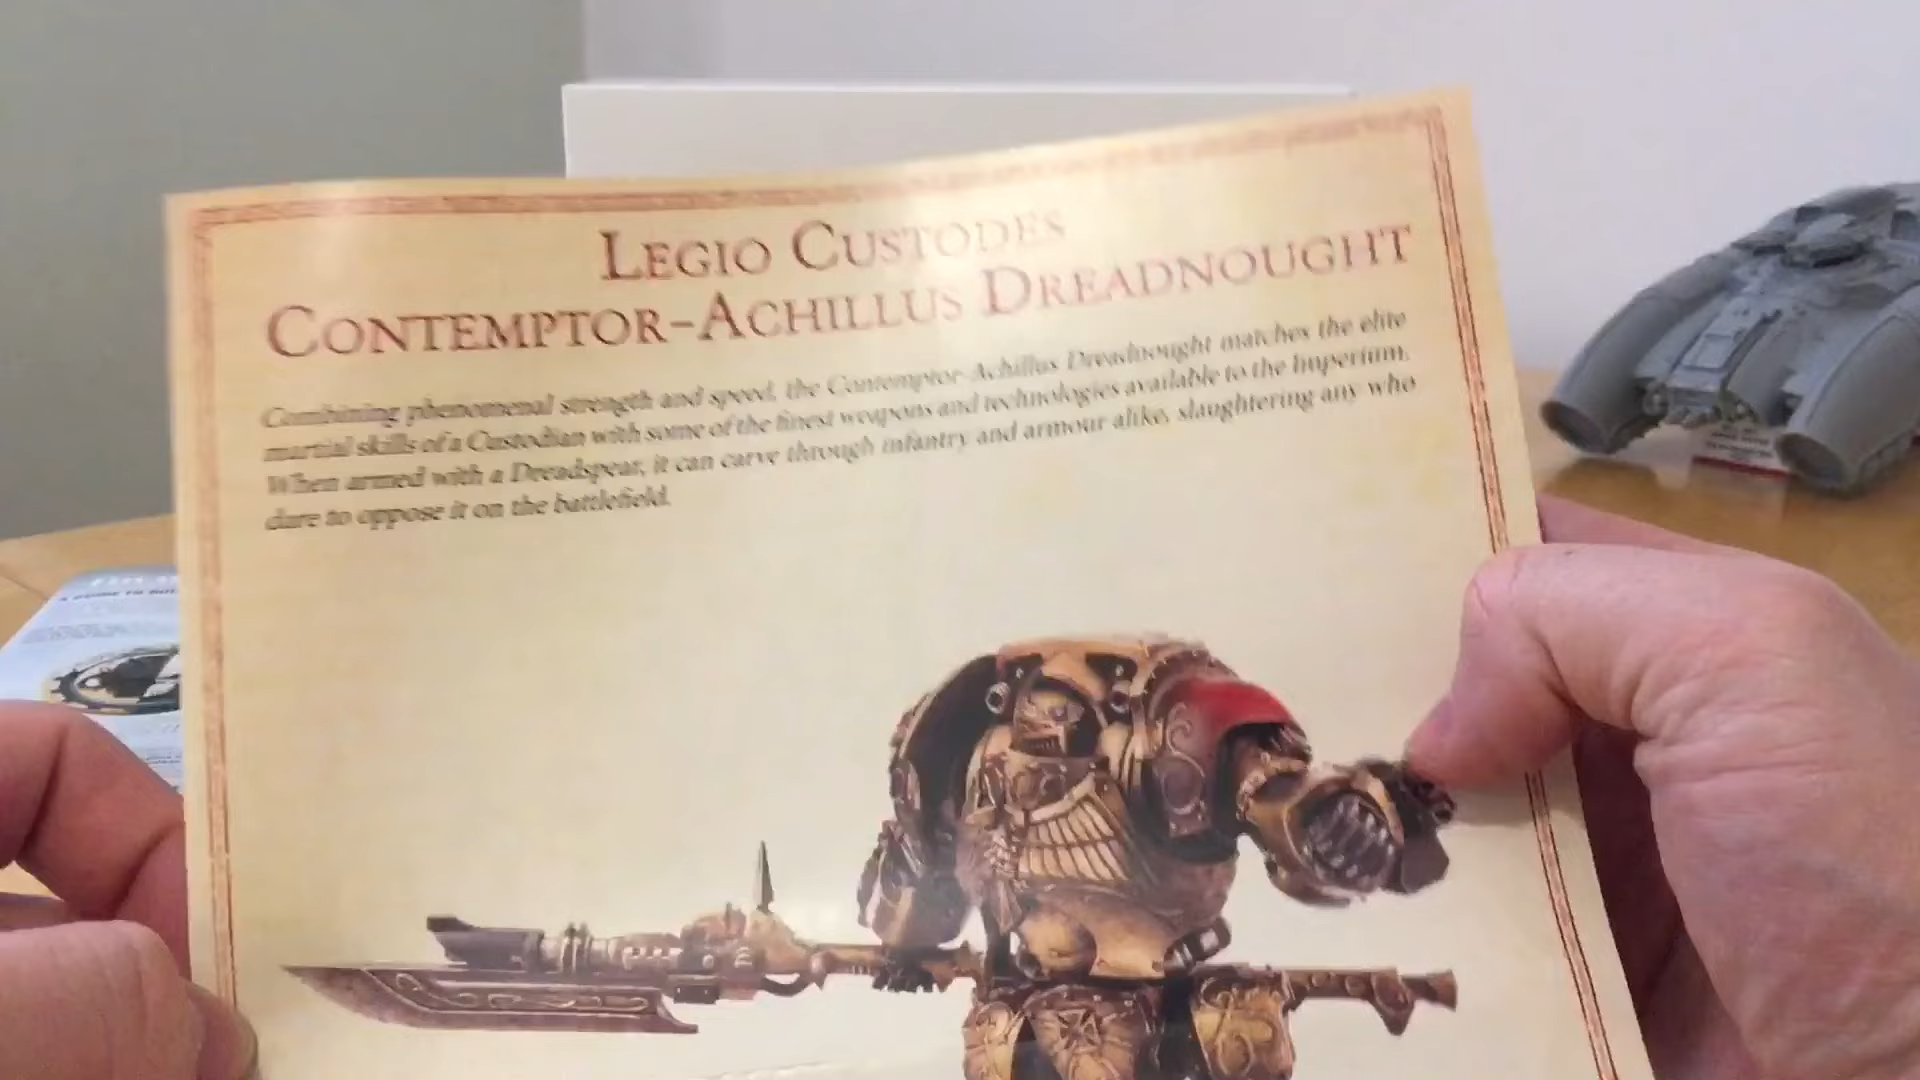 LEGIO CUSTODES
CONTEMPTOR-ACHILLUS DREADNOUGHT
Combining phenomenal strength and speed, the Contemptor-Achillus Dreadnought matches the elite
martial skills of a Custodian with some of the finest weapons and technologies available to the Imperium.
When armed with a Dreadspear, it can carve through infantry and armour alike, slaughtering any who
dare to oppose it on the battlefield.